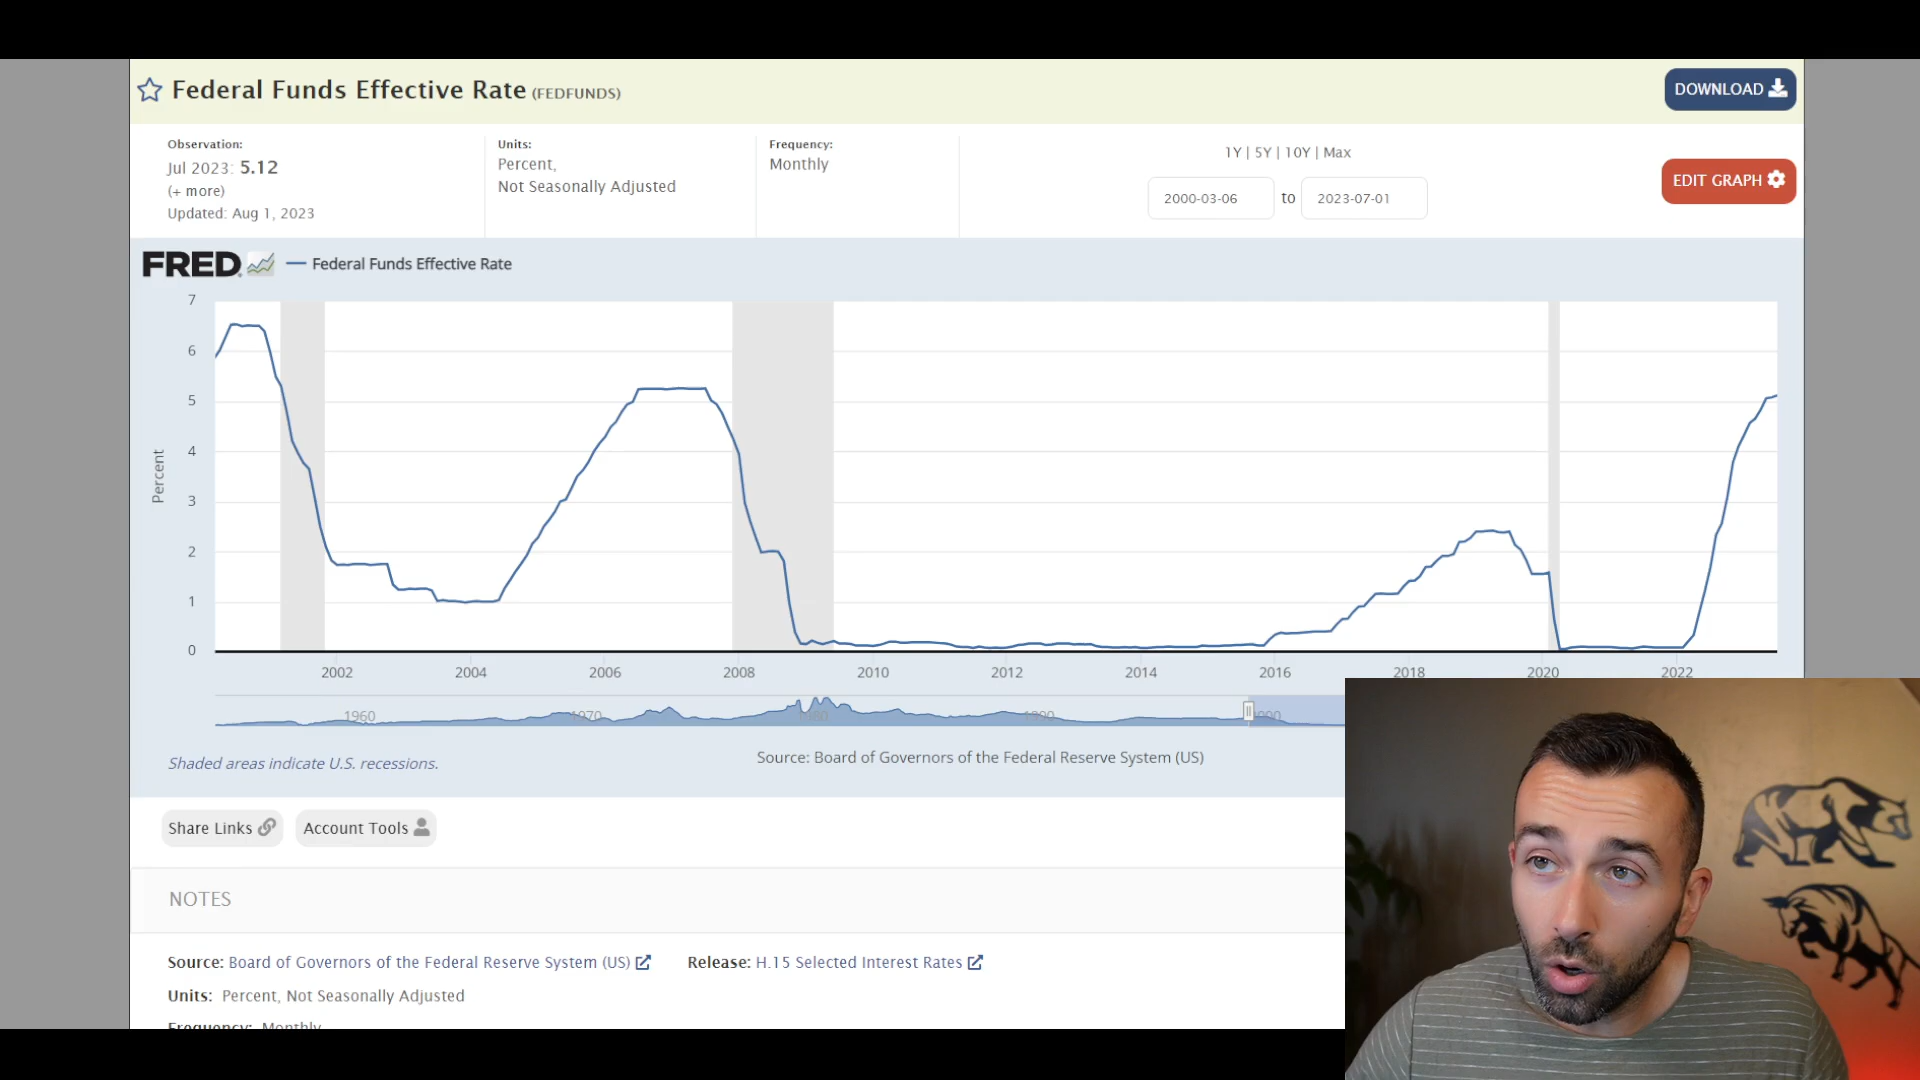 Federal Funds Effective Rate (FEDFUNDS)
DOWNLOAD
Observation:
Jul 2023: 5.12
(+ more)
Updated: Aug 1, 2023
Units:
Percent,
Not Seasonally Adjusted
Frequency:
Monthly
1Y | 5Y | 10Y | Max
2000-03-06 to 2023-07-01
EDIT GRAPH
FRED
Federal Funds Effective Rate
Percent
7
6
5
4
3
2
1
0
2002 2004 2006 2008 2010 2012 2014 2016 2018 2020 2022
1960 1970 1980 1990
Shaded areas indicate U.S. recessions.
Source: Board of Governors of the Federal Reserve System (US)
Share Links
Account Tools
NOTES
Source: Board of Governors of the Federal Reserve System (US)
Release: H.15 Selected Interest Rates
Units: Percent, Not Seasonally Adjusted
Frequency: Monthly